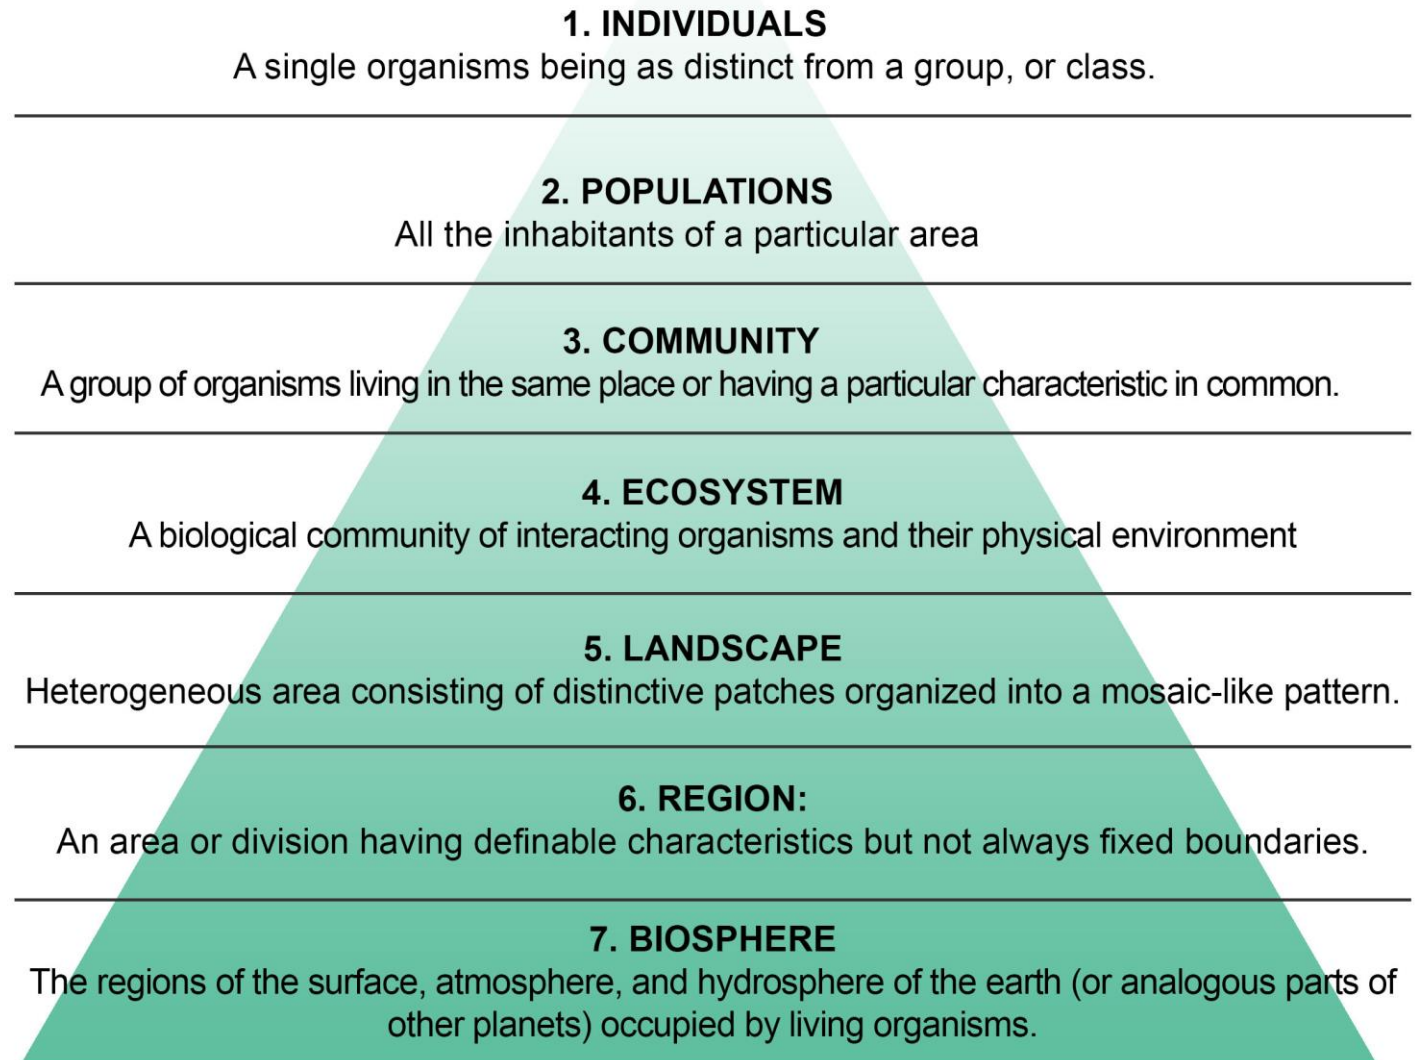 1. INDIVIDUALS
A single organisms being as distinct from a group, or class.
2. POPULATIONS
All the inhabitants of a particular area
3. COMMUNITY
A group of organisms living in the same place or having a particular characteristic in common.
4. ECOSYSTEM
A biological community of interacting organisms and their physical environment
5. LANDSCAPE
Heterogeneous area consisting of distinctive patches organized into a mosaic-like pattern.
6. REGION:
An area or division having definable characteristics but not always fixed boundaries.
7. BIOSPHERE
The regions of the surface, atmosphere, and hydrosphere of the earth (or analogous parts of
other planets) occupied by living organisms.